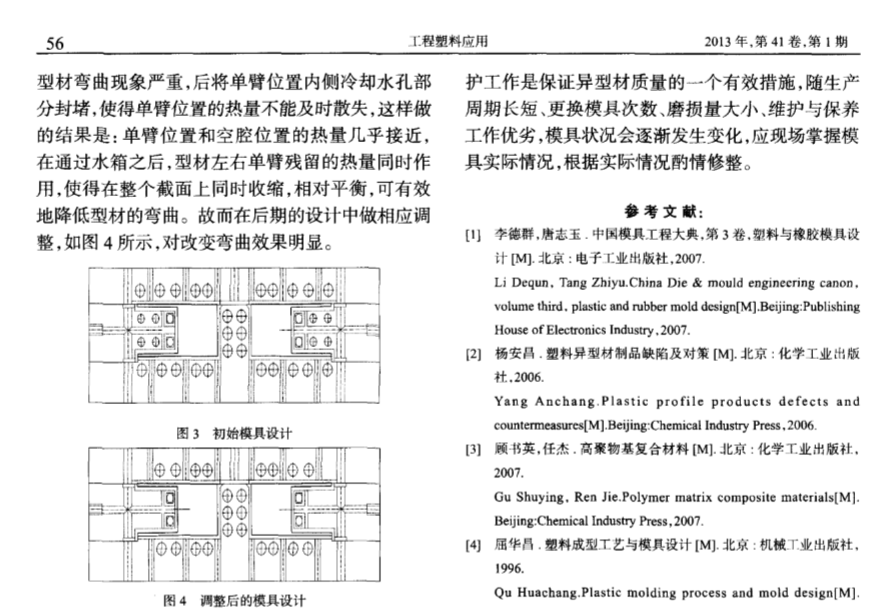 56
工程塑料应用
2013 年,第 41 卷,第 1 期
型材弯曲现象严重,后将单臂位置内侧冷却水孔部
分封堵,使得单臂位置的热量不能及时散失,这样做
的结果是:单臂位置和空腔位置的热量几乎接近,
在通过水箱之后,型材左右单臂残留的热量同时作
用,使得在整个截面上同时收缩,相对平衡,可有效
地降低型材的弯曲。故而在后期的设计中做相应调
整,如图 4 所示,对改变弯曲效果明显。
图 3 初始模具设计
图 4 调整后的模具设计
护工作是保证异型材质量的一个有效措施,随生产
周期长短、更换模具次数、磨损量大小、维护与保养
工作优劣,模具状况会逐渐发生变化,应现场掌握模
具实际情况,根据实际情况酌情修整。
参 考 文 献:
[1] 李德群,唐志玉 . 中国模具工程大典,第 3 卷,塑料与橡胶模具设
计 [M]. 北京 : 电子工业出版社,2007.
Li Dequn, Tang Zhiyu.China Die & mould engineering canon,
volume third, plastic and rubber mold design[M].Beijing:Publishing
House of Electronics Industry,2007.
[2] 杨安昌 . 塑料异型材制品缺陷及对策 [M]. 北京 : 化学工业出版
社,2006.
Yang Anchang.Plastic profile products defects and
countermeasures[M].Beijing:Chemical Industry Press,2006.
[3] 顾书英,任杰 . 高聚物基复合材料 [M]. 北京 : 化学工业出版社,
2007.
Gu Shuying, Ren Jie.Polymer matrix composite materials[M].
Beijing:Chemical Industry Press,2007.
[4] 屈华昌 . 塑料成型工艺与模具设计 [M]. 北京 : 机械工业出版社,
1996.
Qu Huachang.Plastic molding process and mold design[M].